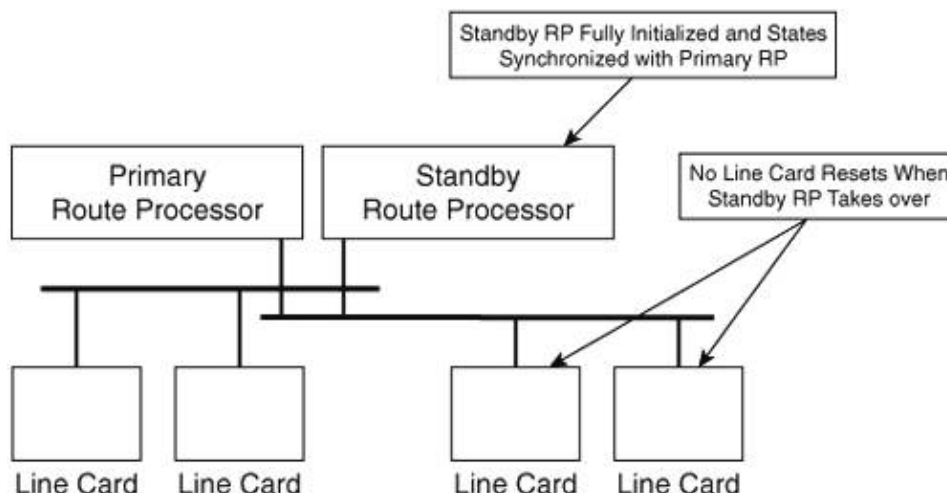 Standby RP Fully Initialized and States
Synchronized with Primary RP
Primary
Route Processor
Standby
Route Processor
No Line Card Resets When
Standby RP Takes over
Line Card
Line Card
Line Card
Line Card